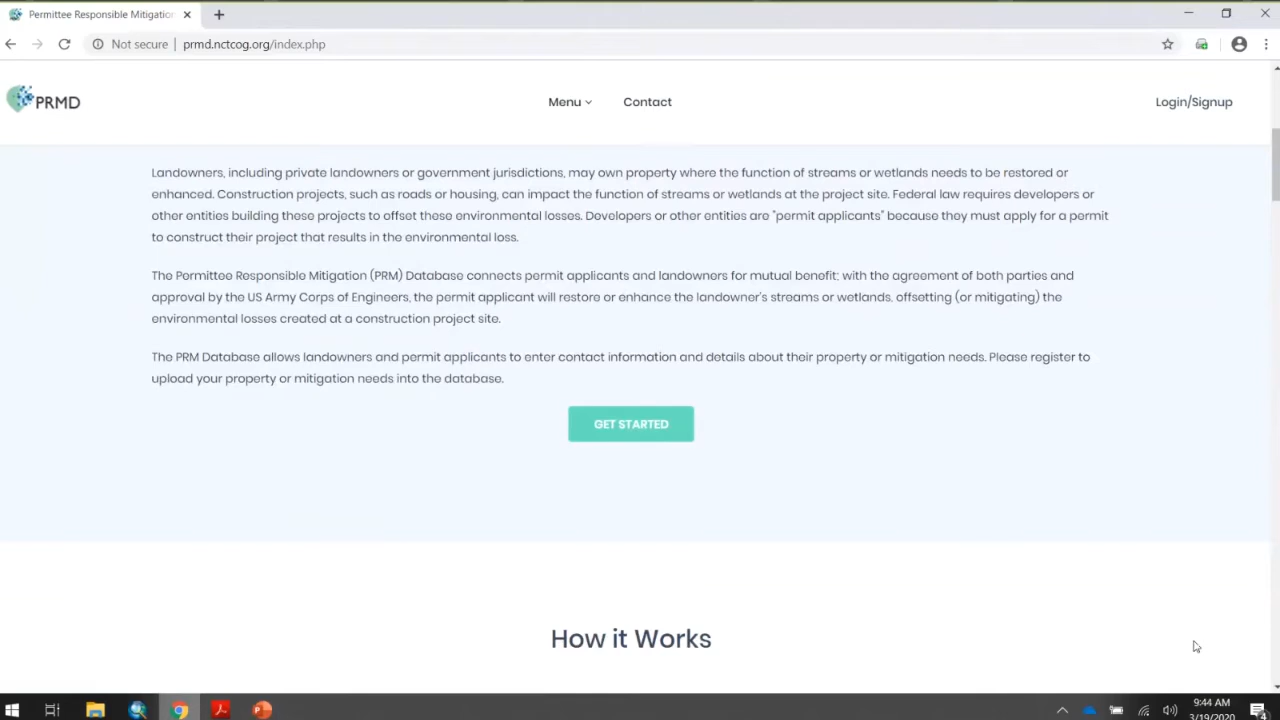 Permittee Responsible Mitigation
Not secure | prmd.nctcog.org/index.php
PRMD
Menu
Contact
Login/Signup
Landowners, including private landowners or government jurisdictions, may own property where the function of streams or wetlands needs to be restored or
enhanced. Construction projects, such as roads or housing, can impact the function of streams or wetlands at the project site. Federal law requires developers or
other entities building these projects to offset these environmental losses. Developers or other entities are "permit applicants" because they must apply for a permit
to construct their project that results in the environmental loss.
The Permittee Responsible Mitigation (PRM) Database connects permit applicants and landowners for mutual benefit; with the agreement of both parties and
approval by the US Army Corps of Engineers, the permit applicant will restore or enhance the landowner's streams or wetlands, offsetting (or mitigating) the
environmental losses created at a construction project site.
The PRM Database allows landowners and permit applicants to enter contact information and details about their property or mitigation needs. Please register to
upload your property or mitigation needs into the database.
GET STARTED
How it Works
9:44 AM
3/19/2020